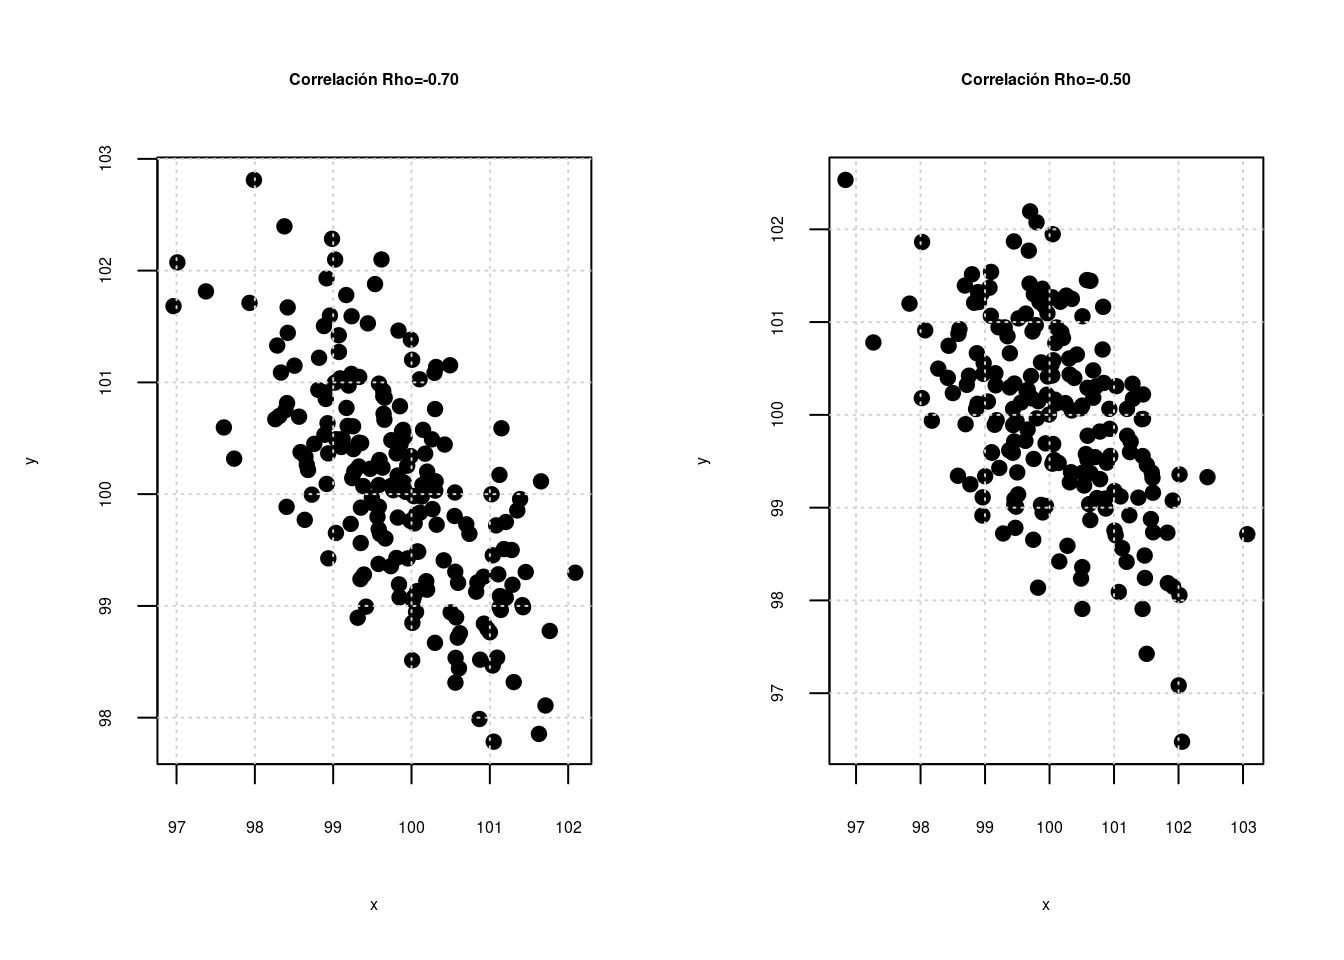 Correlación Rho=-0.70
103
102
101
100
99
98
y
97 98 99 100 101 102
x
Correlación Rho=-0.50
102
101
100
99
98
97
y
97 98 99 100 101 102 103
x